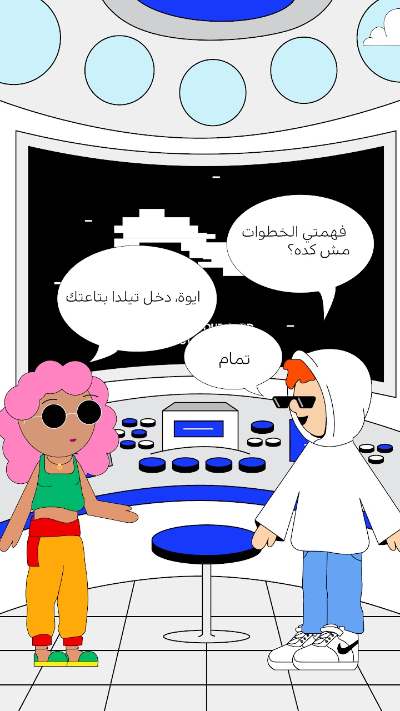 فهمتي الخطوات
مش كده؟
ايوة، دخل تيلدا بتاعتك
تمام